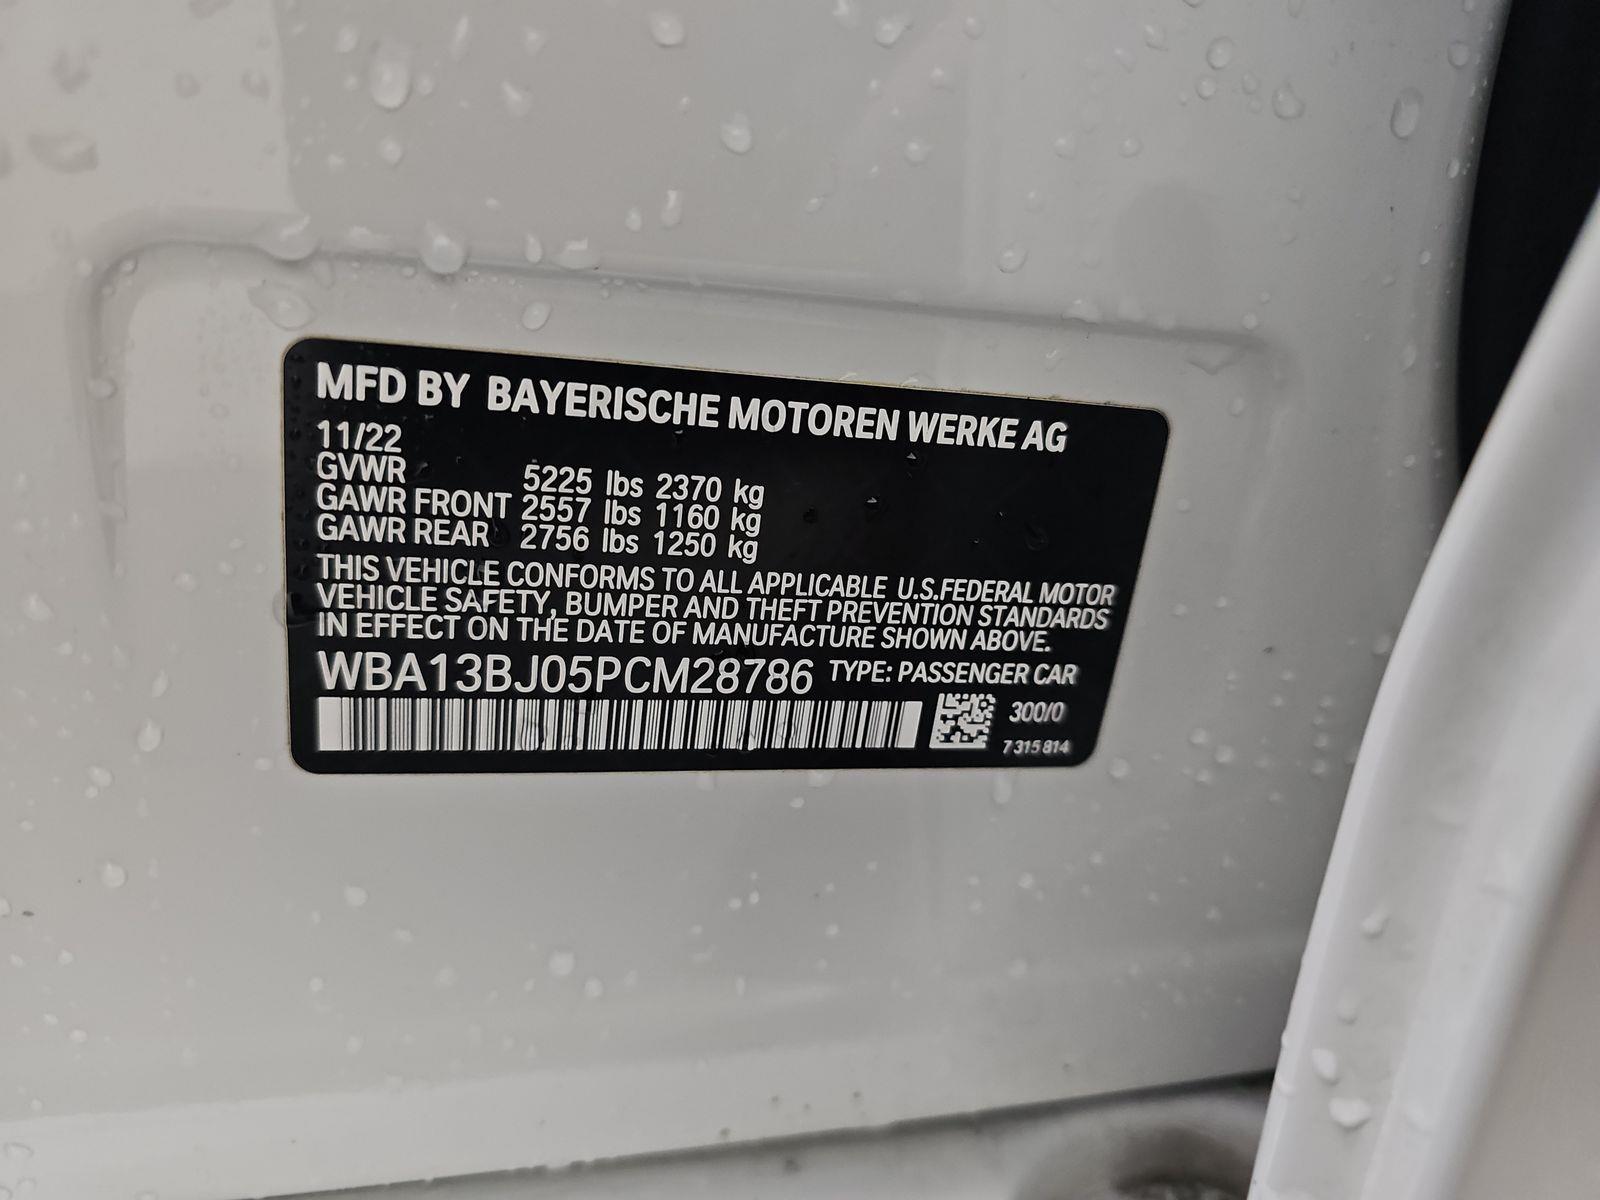 MFD BY BAYERISCHE MOTOREN WERKE AG
11/22
GVWR 5225 lbs 2370 kg
GAWR FRONT 2557 lbs 1160 kg
GAWR REAR 2756 lbs 1250 kg
THIS VEHICLE CONFORMS TO ALL APPLICABLE U.S.FEDERAL MOTOR
VEHICLE SAFETY, BUMPER AND THEFT PREVENTION STANDARDS
IN EFFECT ON THE DATE OF MANUFACTURE SHOWN ABOVE.
WBA13BJ05PCM28786 TYPE: PASSENGER CAR
300/0
7 315 814